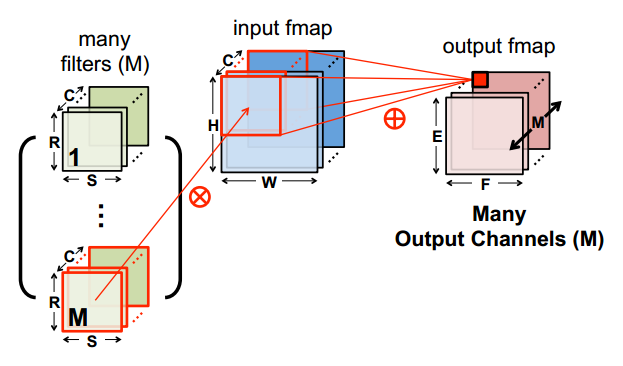 many
filters (M)
C
R
1
S
C
R
M
S
input fmap
C
H
W
output fmap
E
M
F
Many
Output Channels (M)